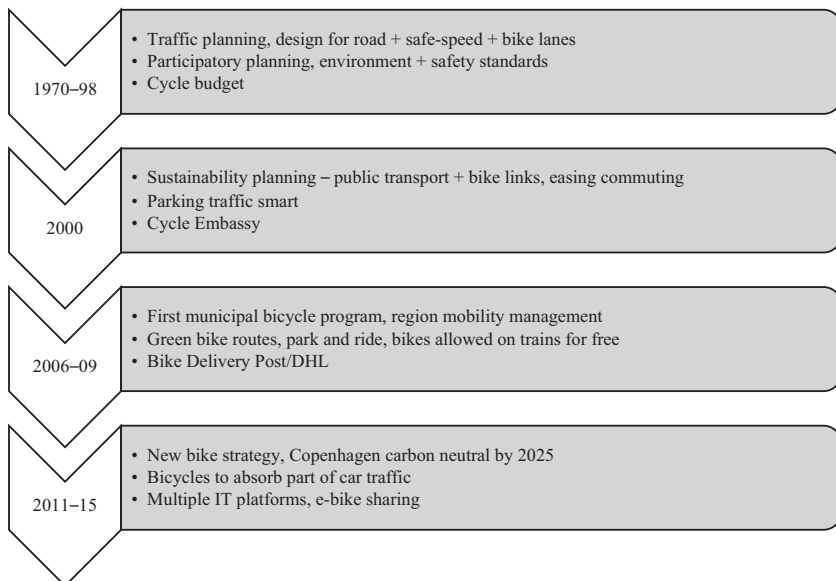 1970–98
• Traffic planning, design for road + safe-speed + bike lanes
• Participatory planning, environment + safety standards
• Cycle budget
2000
• Sustainability planning – public transport + bike links, easing commuting
• Parking traffic smart
• Cycle Embassy
2006–09
• First municipal bicycle program, region mobility management
• Green bike routes, park and ride, bikes allowed on trains for free
• Bike Delivery Post/DHL
2011–15
• New bike strategy, Copenhagen carbon neutral by 2025
• Bicycles to absorb part of car traffic
• Multiple IT platforms, e-bike sharing